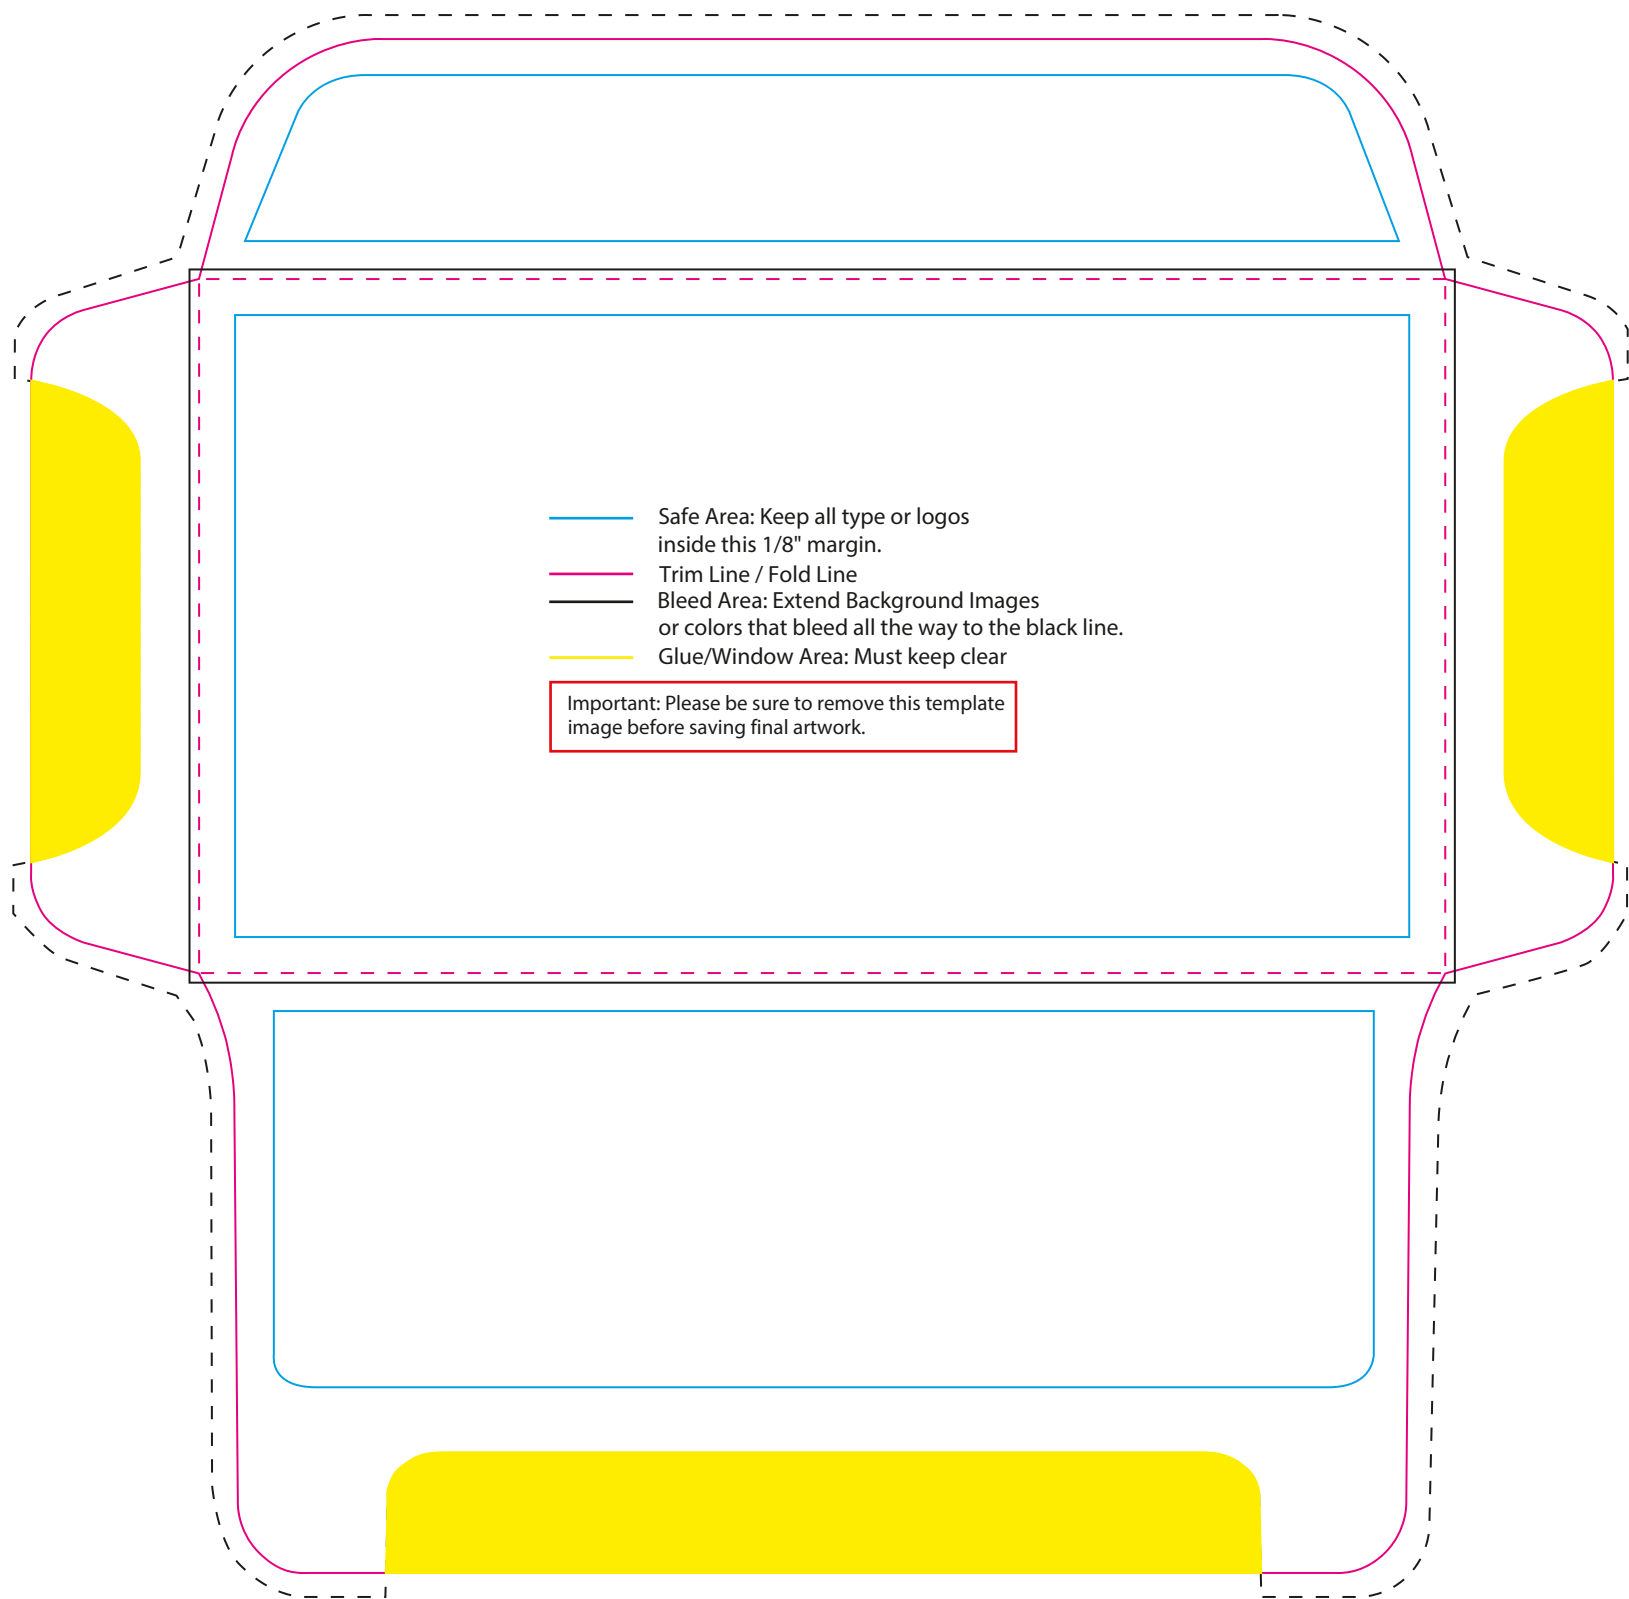 Safe Area: Keep all type or logos
inside this 1/8" margin.
Trim Line / Fold Line
Bleed Area: Extend Background Images
or colors that bleed all the way to the black line.
Glue/Window Area: Must keep clear
Important: Please be sure to remove this template
image before saving final artwork.